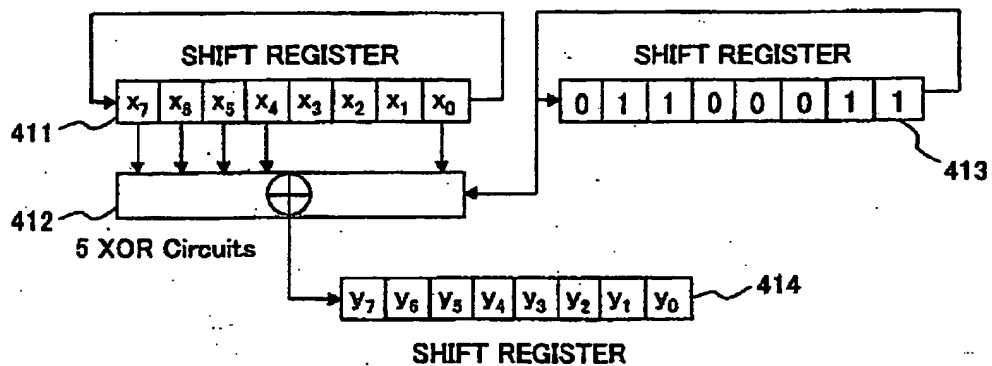 SHIFT REGISTER
SHIFT REGISTER
x₇ x₆ x₅ x₄ x₃ x₂ x₁ x₀
0 1 1 0 0 0 1 1
411
413
412
5 XOR Circuits
y₇ y₆ y₅ y₄ y₃ y₂ y₁ y₀
414
SHIFT REGISTER